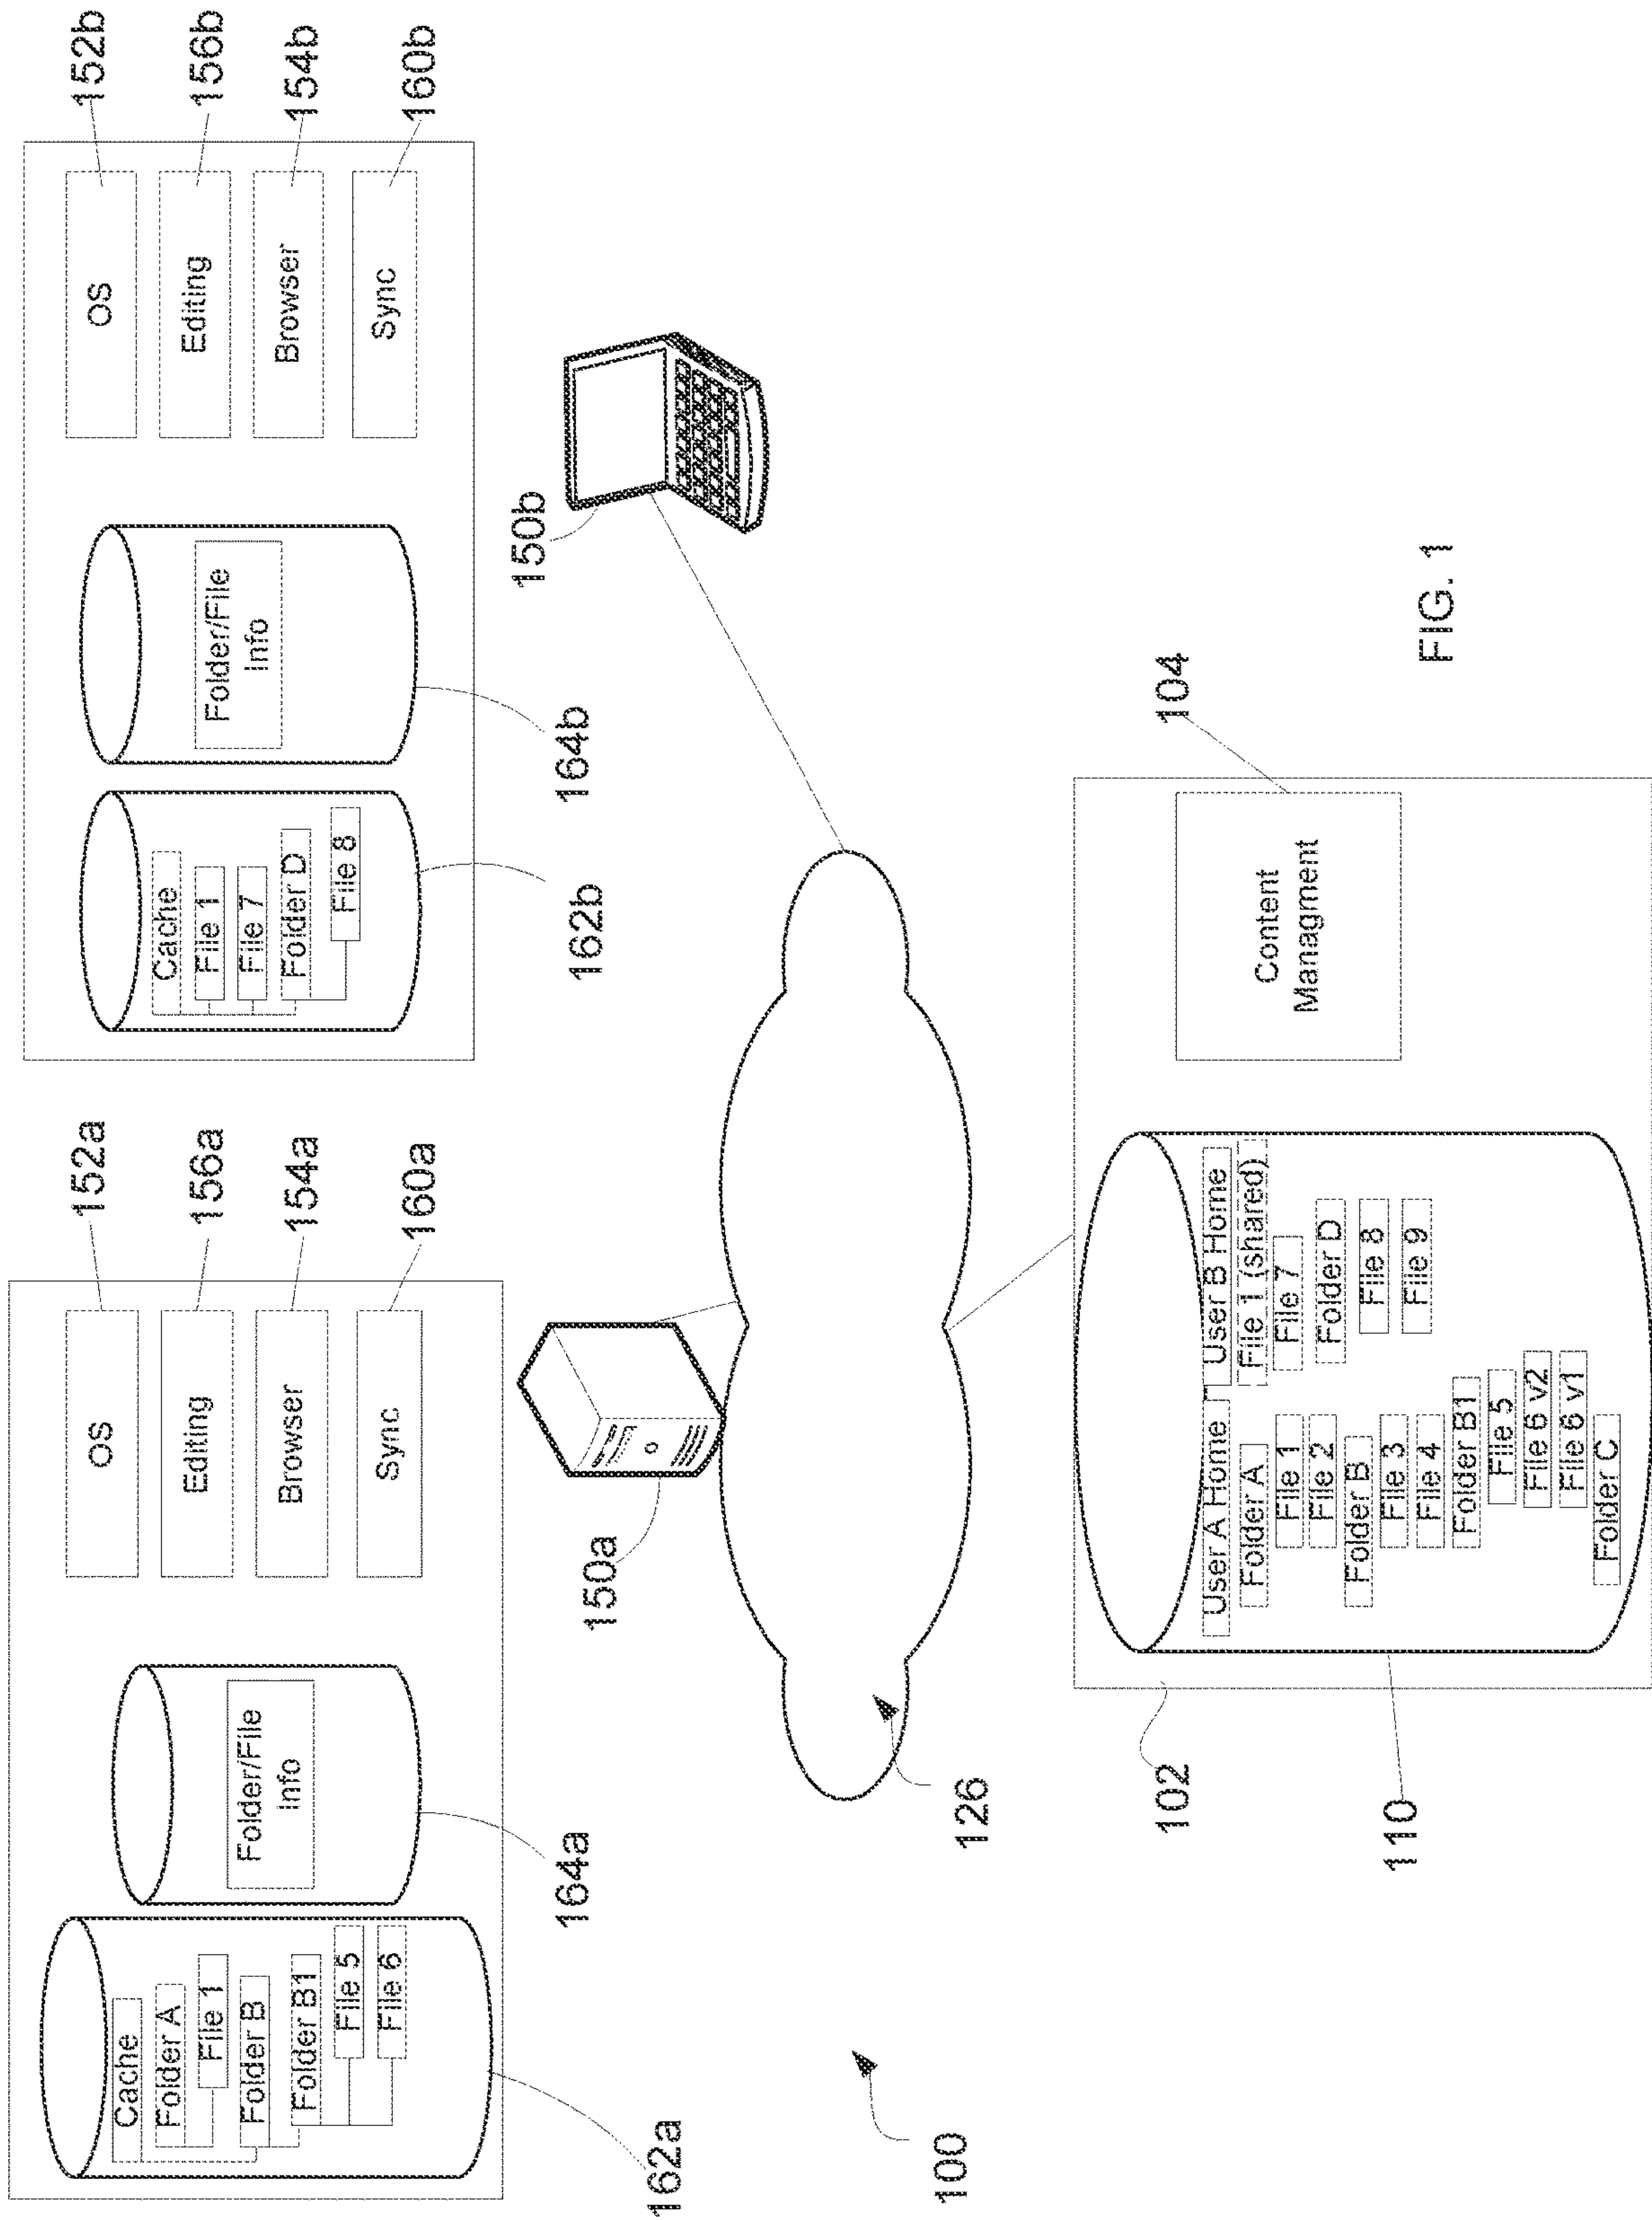 Cache
Folder A
File 1
Folder B
Folder B1
File 5
File 6
162a
Folder/File
Info
164a
OS
Editing
Browser
Sync
152a
156a
154a
160a
150a
Cache
File 1
File 7
Folder D
File 8
162b
Folder/File
Info
164b
OS
Editing
Browser
Sync
152b
156b
154b
160b
150b
100
126
102
110
User A Home
Folder A
File 1
File 2
Folder B
File 3
File 4
Folder B1
File 5
File 6 v2
File 6 v1
Folder C
User B Home
File 1 (shared)
File 7
Folder D
File 8
File 9
Content
Managment
104
FIG. 1